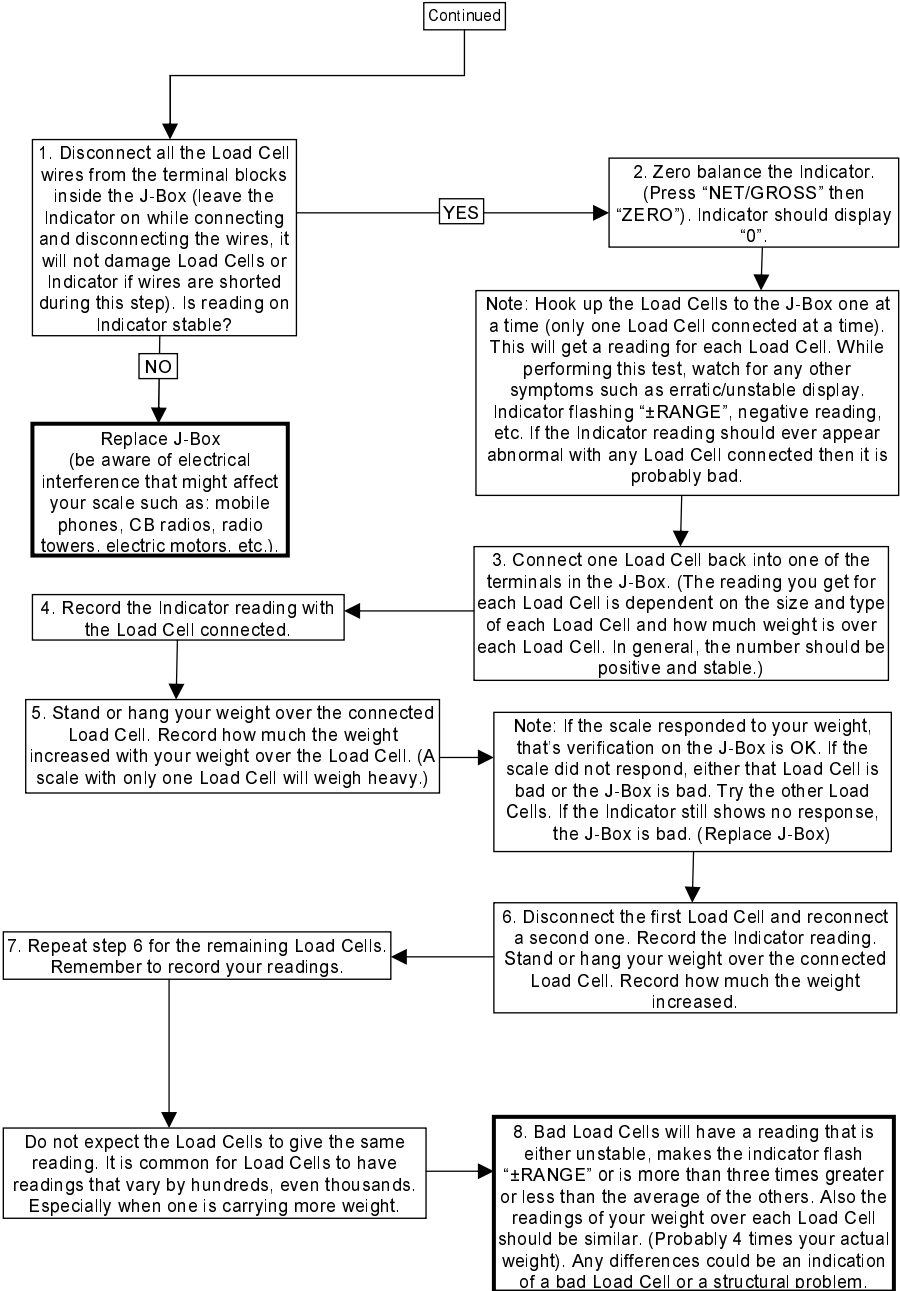 Continued
1. Disconnect all the Load Cell
wires from the terminal blocks
inside the J-Box (leave the
Indicator on while connecting
and disconnecting the wires, it
will not damage Load Cells or
Indicator if wires are shorted
during this step). Is reading on
Indicator stable?
YES
2. Zero balance the Indicator.
(Press “NET/GROSS” then
“ZERO”). Indicator should display
“0”.
NO
Replace J-Box
(be aware of electrical
interference that might affect
your scale such as: mobile
phones, CB radios, radio
towers, electric motors, etc.).
Note: Hook up the Load Cells to the J-Box one at
a time (only one Load Cell connected at a time).
This will get a reading for each Load Cell. While
performing this test, watch for any other
symptoms such as erratic/unstable display.
Indicator flashing “±RANGE”, negative reading,
etc. If the Indicator reading should ever appear
abnormal with any Load Cell connected then it is
probably bad.
3. Connect one Load Cell back into one of the
terminals in the J-Box. (The reading you get for
each Load Cell is dependent on the size and type
of each Load Cell and how much weight is over
each Load Cell. In general, the number should be
positive and stable.)
4. Record the Indicator reading with
the Load Cell connected.
5. Stand or hang your weight over the connected
Load Cell. Record how much the weight
increased with your weight over the Load Cell. (A
scale with only one Load Cell will weigh heavy.)
Note: If the scale responded to your weight,
that's verification on the J-Box is OK. If the
scale did not respond, either that Load Cell is
bad or the J-Box is bad. Try the other Load
Cells. If the Indicator still shows no response,
the J-Box is bad. (Replace J-Box)
6. Disconnect the first Load Cell and reconnect
a second one. Record the Indicator reading.
Stand or hang your weight over the connected
Load Cell. Record how much the weight
increased.
7. Repeat step 6 for the remaining Load Cells.
Remember to record your readings.
Do not expect the Load Cells to give the same
reading. It is common for Load Cells to have
readings that vary by hundreds, even thousands.
Especially when one is carrying more weight.
8. Bad Load Cells will have a reading that is
either unstable, makes the indicator flash
“±RANGE” or is more than three times greater
or less than the average of the others. Also the
readings of your weight over each Load Cell
should be similar. (Probably 4 times your actual
weight). Any differences could be an indication
of a bad Load Cell or a structural problem.